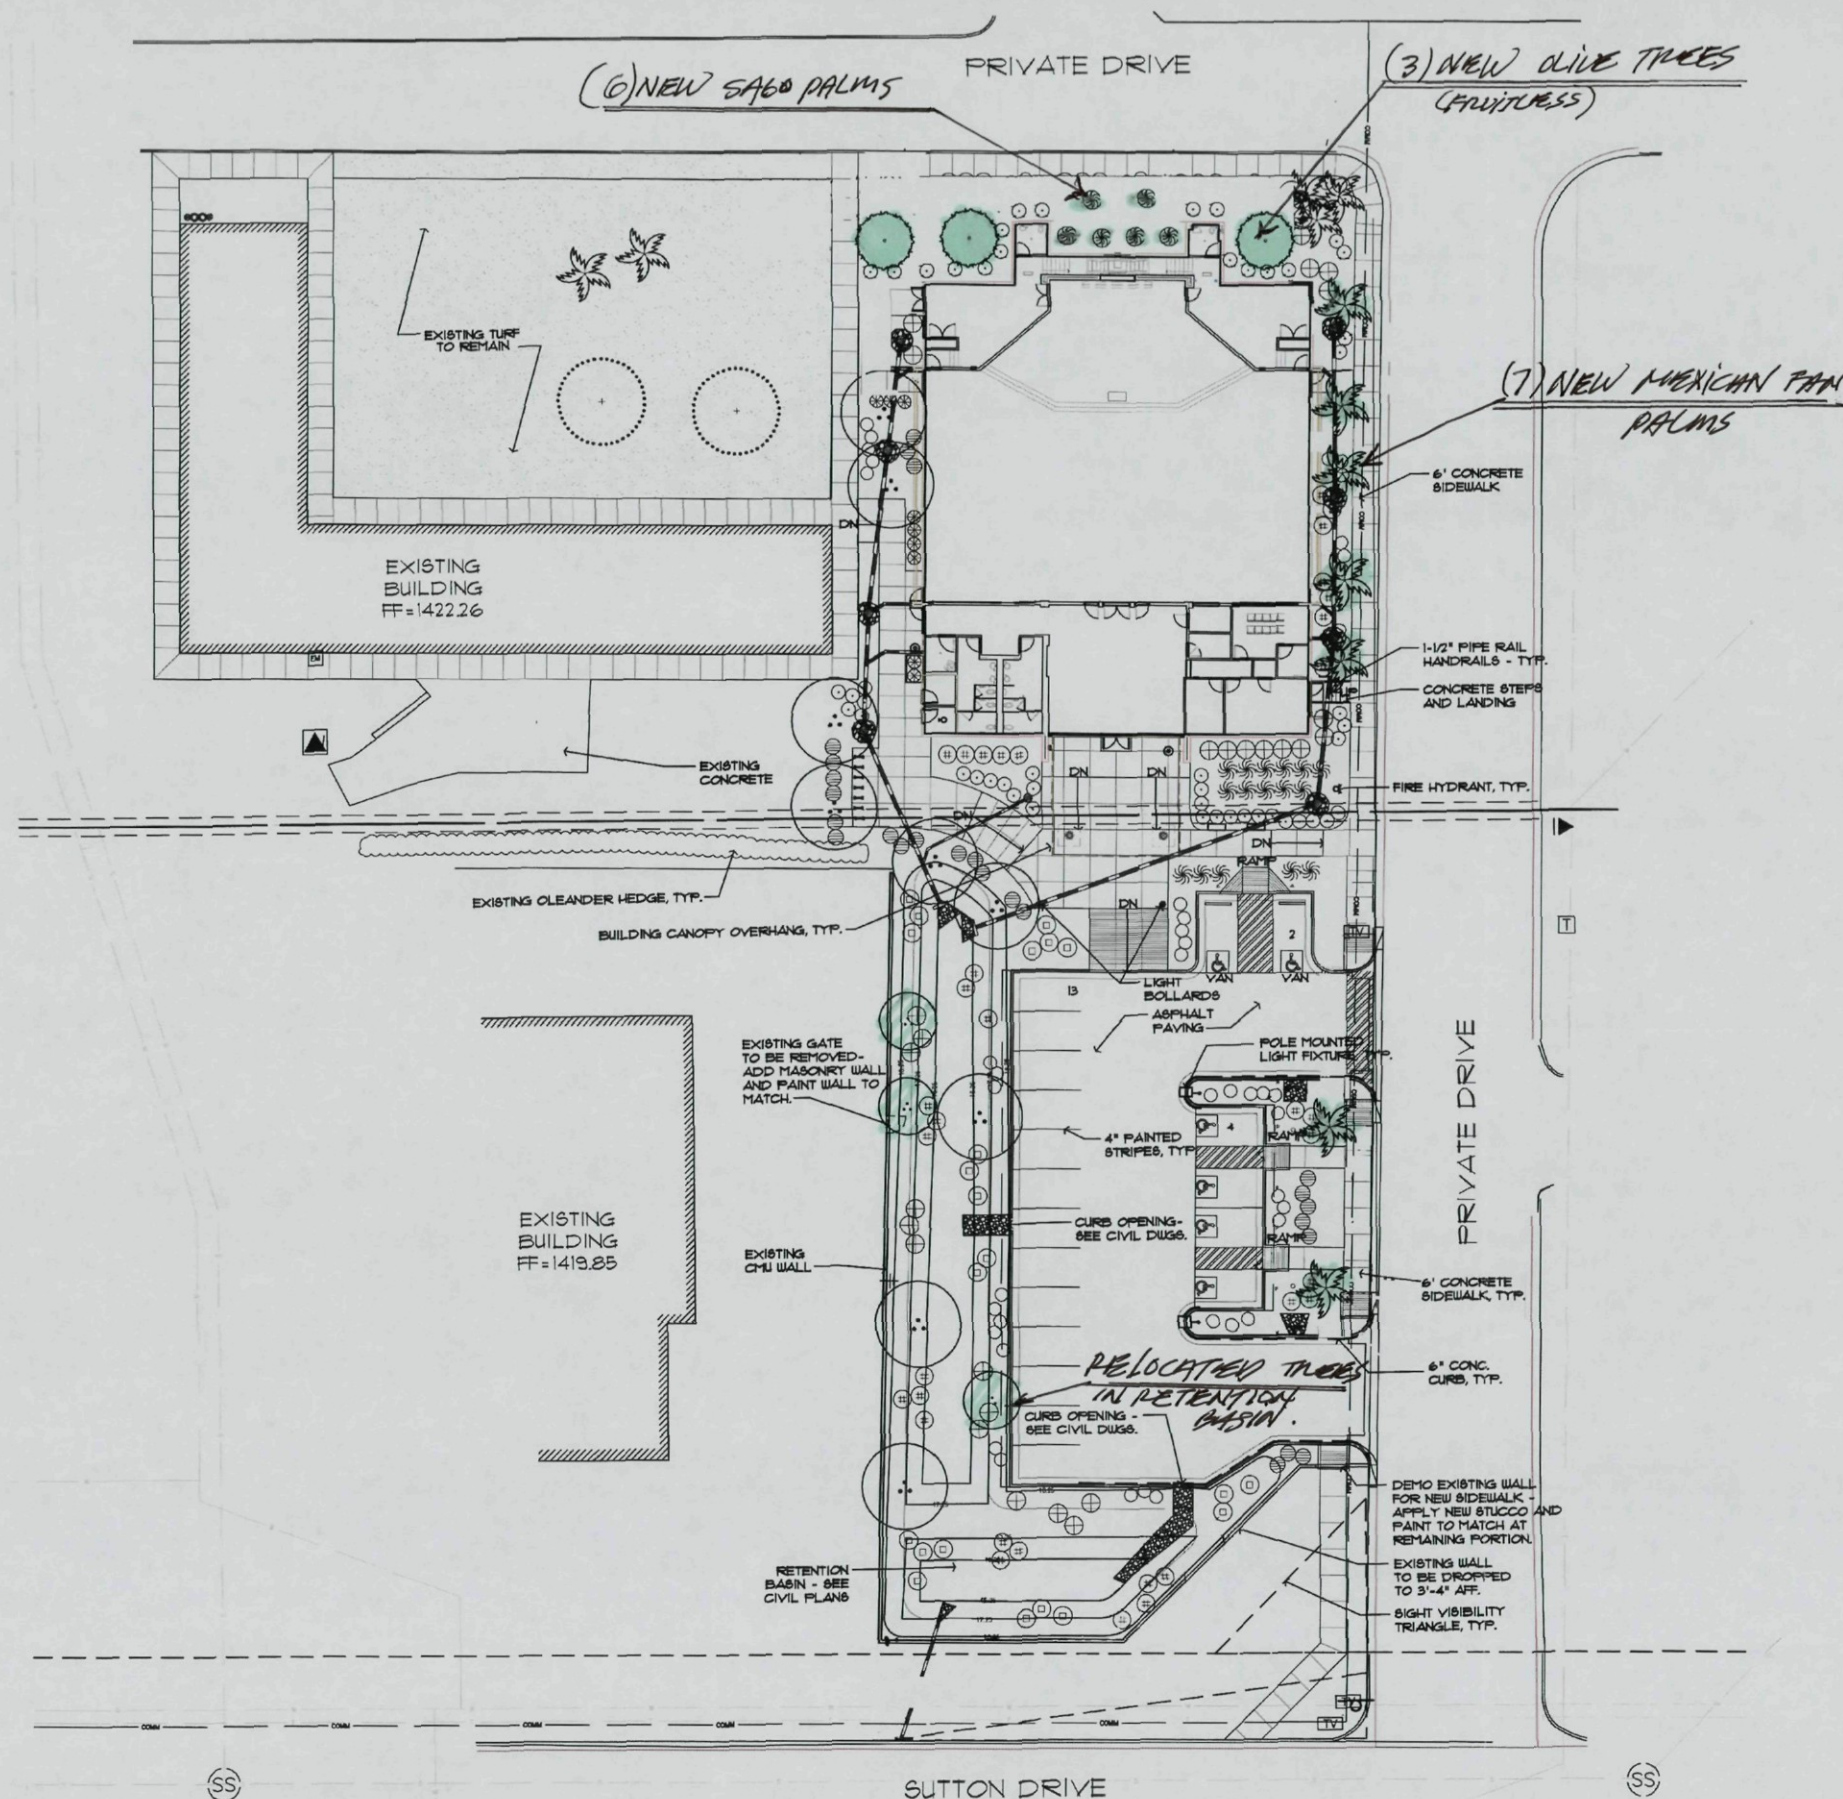 PRIVATE DRIVE
(6) NEW SAGO PALMS
(3) NEW OLIVE TREES
(FRUITLESS)
EXISTING TURF
TO REMAIN
(7) NEW MEXICAN FAN
PALMS
6' CONCRETE
SIDEWALK
DN
EXISTING
BUILDING
FF=1422.26
EM
1-1/2" PIPE RAIL
HANDRAILS - TYP.
CONCRETE STEPS
AND LANDING
EXISTING
CONCRETE
DN
DN
FIRE HYDRANT, TYP.
DN
DN
RAMP
EXISTING OLEANDER HEDGE, TYP.
BUILDING CANOPY OVERHANG, TYP.
DN
2
TV
T
VAN
VAN
LIGHT
BOLLARDS
13
ASPHALT
PAVING
EXISTING GATE
TO BE REMOVED-
ADD MASONRY WALL
AND PAINT WALL TO
MATCH.
POLE MOUNTED
LIGHT FIXTURE, TYP.
PRIVATE DRIVE
4" PAINTED
STRIPES, TYP
4
RAMP
EXISTING
BUILDING
FF=1419.85
CURB OPENING-
SEE CIVIL DWGS.
RAMP
EXISTING
CMU WALL
6' CONCRETE
SIDEWALK, TYP.
RELOCATED TREES
IN RETENTION
BASIN.
6" CONC.
CURB, TYP.
CURB OPENING -
SEE CIVIL DWGS.
DEMO EXISTING WALL
FOR NEW SIDEWALK -
APPLY NEW STUCCO AND
PAINT TO MATCH AT
REMAINING PORTION.
RETENTION
BASIN - SEE
CIVIL PLANS
EXISTING WALL
TO BE DROPPED
TO 3'-4" AFF.
SIGHT VISIBILITY
TRIANGLE, TYP.
COMM
COMM
COMM
COMM
COMM
TV
TV
SS
SUTTON DRIVE
SS